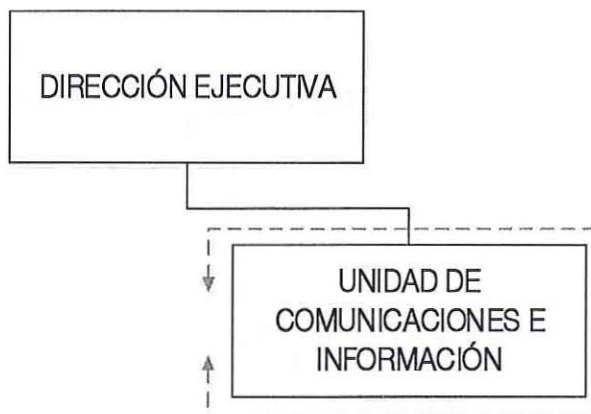 DIRECCIÓN EJECUTIVA
UNIDAD DE
COMUNICACIONES E
INFORMACIÓN